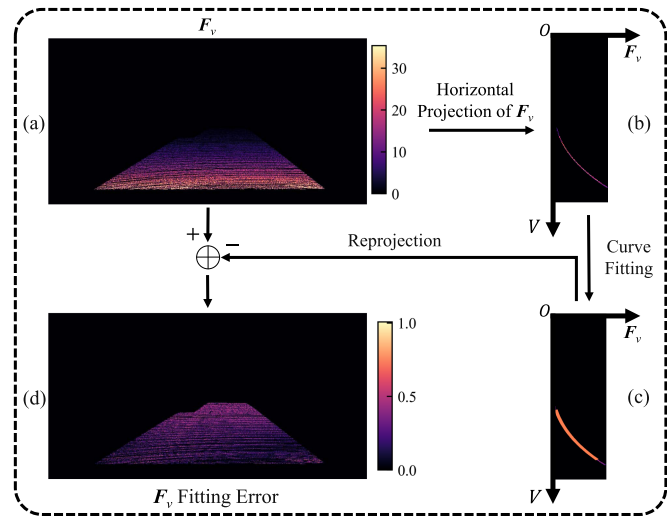 F_v
30
20
10
0
(a)
Horizontal
Projection of F_v
O
F_v
V
(b)
+
−
Reprojection
Curve
Fitting
1.0
0.5
0.0
(d)
F_v Fitting Error
O
F_v
V
(c)